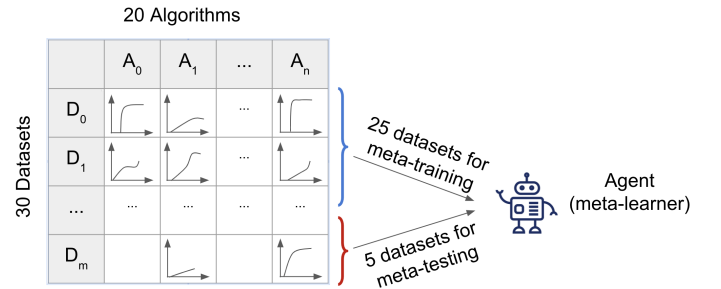 20 Algorithms
A0 A1 ... An
30 Datasets
D0 ...
D1 ...
... ... ... ... ...
Dm
25 datasets for
meta-training
5 datasets for
meta-testing
Agent
(meta-learner)